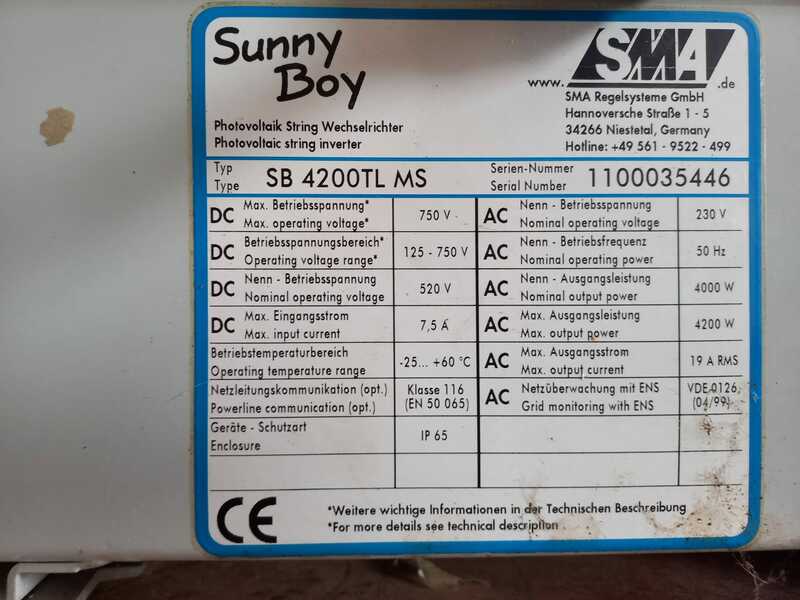 Sunny
Boy
SMA
www. .de
SMA Regelsysteme GmbH
Hannoversche Straße 1 - 5
34266 Niestetal, Germany
Hotline: +49 561 - 9522 - 499
Photovoltaik String Wechselrichter
Photovoltaic string inverter
Typ
Type SB 4200TL MS
Serien-Nummer
Serial Number 1100035446
DC Max. Betriebsspannung*
Max. operating voltage* 750 V
AC Nenn - Betriebsspannung
Nominal operating voltage 230 V
DC Betriebsspannungsbereich*
Operating voltage range* 125 - 750 V
AC Nenn - Betriebsfrequenz
Nominal operating power 50 Hz
DC Nenn - Betriebsspannung
Nominal operating voltage 520 V
AC Nenn - Ausgangsleistung
Nominal output power 4000 W
DC Max. Eingangsstrom
Max. input current 7,5 A
AC Max. Ausgangsleistung
Max. output power 4200 W
Betriebstemperaturbereich
Operating temperature range -25... +60 °C
AC Max. Ausgangsstrom
Max. output current 19 A RMS
Netzleitungskommunikation (opt.)
Powerline communication (opt.)
Klasse 116
(EN 50 065)
AC Netzüberwachung mit ENS
Grid monitoring with ENS
VDE-0126
(04/99)
Geräte - Schutzart
Enclosure IP 65
CE
*Weitere wichtige Informationen in der Technischen Beschreibung
*For more details see technical description